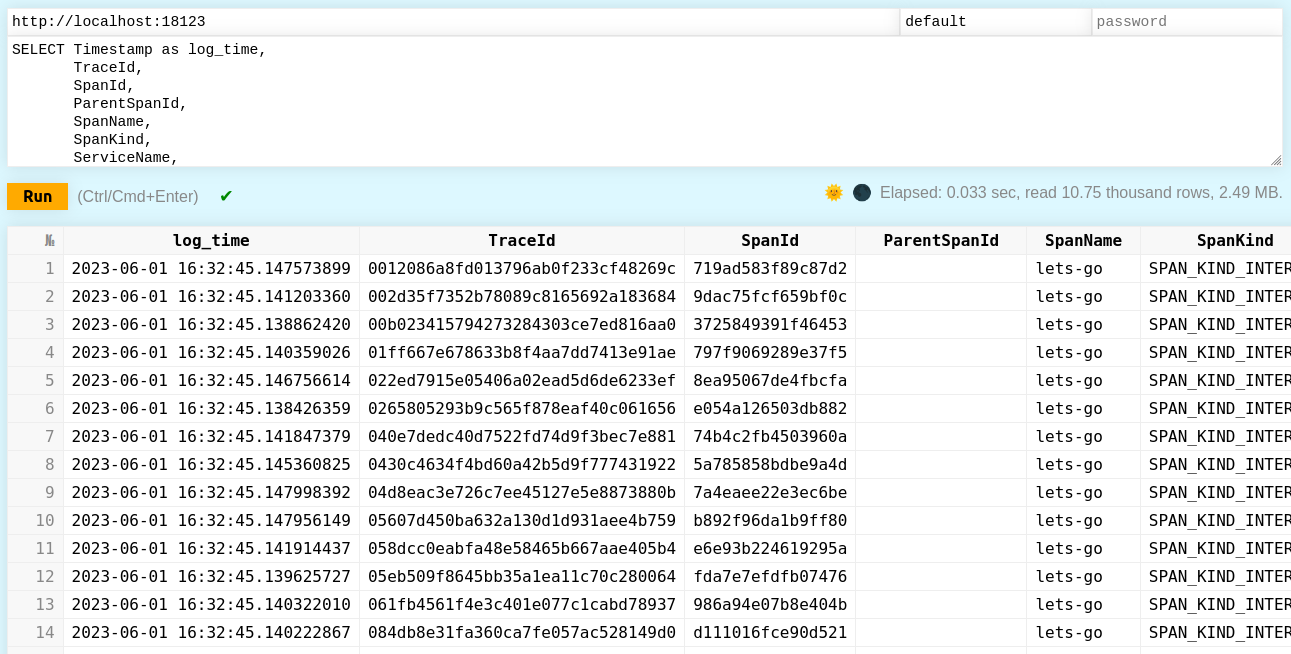 http://localhost:18123 default password
SELECT Timestamp as log_time,
TraceId,
SpanId,
ParentSpanId,
SpanName,
SpanKind,
ServiceName,
Run (Ctrl/Cmd+Enter) ✔ Elapsed: 0.033 sec, read 10.75 thousand rows, 2.49 MB.
№ log_time TraceId SpanId ParentSpanId SpanName SpanKind
1 2023-06-01 16:32:45.147573899 0012086a8fd013796ab0f233cf48269c 719ad583f89c87d2 lets-go SPAN_KIND_INTER
2 2023-06-01 16:32:45.141203360 002d35f7352b78089c8165692a183684 9dac75fcf659bf0c lets-go SPAN_KIND_INTER
3 2023-06-01 16:32:45.138862420 00b023415794273284303ce7ed816aa0 3725849391f46453 lets-go SPAN_KIND_INTER
4 2023-06-01 16:32:45.140359026 01ff667e678633b8f4aa7dd7413e91ae 797f9069289e37f5 lets-go SPAN_KIND_INTER
5 2023-06-01 16:32:45.146756614 022ed7915e05406a02ead5d6de6233ef 8ea95067de4fbcfa lets-go SPAN_KIND_INTER
6 2023-06-01 16:32:45.138426359 0265805293b9c565f878eaf40c061656 e054a126503db882 lets-go SPAN_KIND_INTER
7 2023-06-01 16:32:45.141847379 040e7dedc40d7522fd74d9f3bec7e881 74b4c2fb4503960a lets-go SPAN_KIND_INTER
8 2023-06-01 16:32:45.145360825 0430c4634f4bd60a42b5d9f777431922 5a785858bdbe9a4d lets-go SPAN_KIND_INTER
9 2023-06-01 16:32:45.147998392 04d8eac3e726c7ee45127e5e8873880b 7a4eaee22e3ec6be lets-go SPAN_KIND_INTER
10 2023-06-01 16:32:45.147956149 05607d450ba632a130d1d931aee4b759 b892f96da1b9ff80 lets-go SPAN_KIND_INTER
11 2023-06-01 16:32:45.141914437 058dcc0eabfa48e58465b667aae405b4 e6e93b224619295a lets-go SPAN_KIND_INTER
12 2023-06-01 16:32:45.139625727 05eb509f8645bb35a1ea11c70c280064 fda7e7efdfb07476 lets-go SPAN_KIND_INTER
13 2023-06-01 16:32:45.140322010 061fb4561f4e3c401e077c1cabd78937 986a94e07b8e404b lets-go SPAN_KIND_INTER
14 2023-06-01 16:32:45.140222867 084db8e31fa360ca7fe057ac528149d0 d111016fce90d521 lets-go SPAN_KIND_INTER